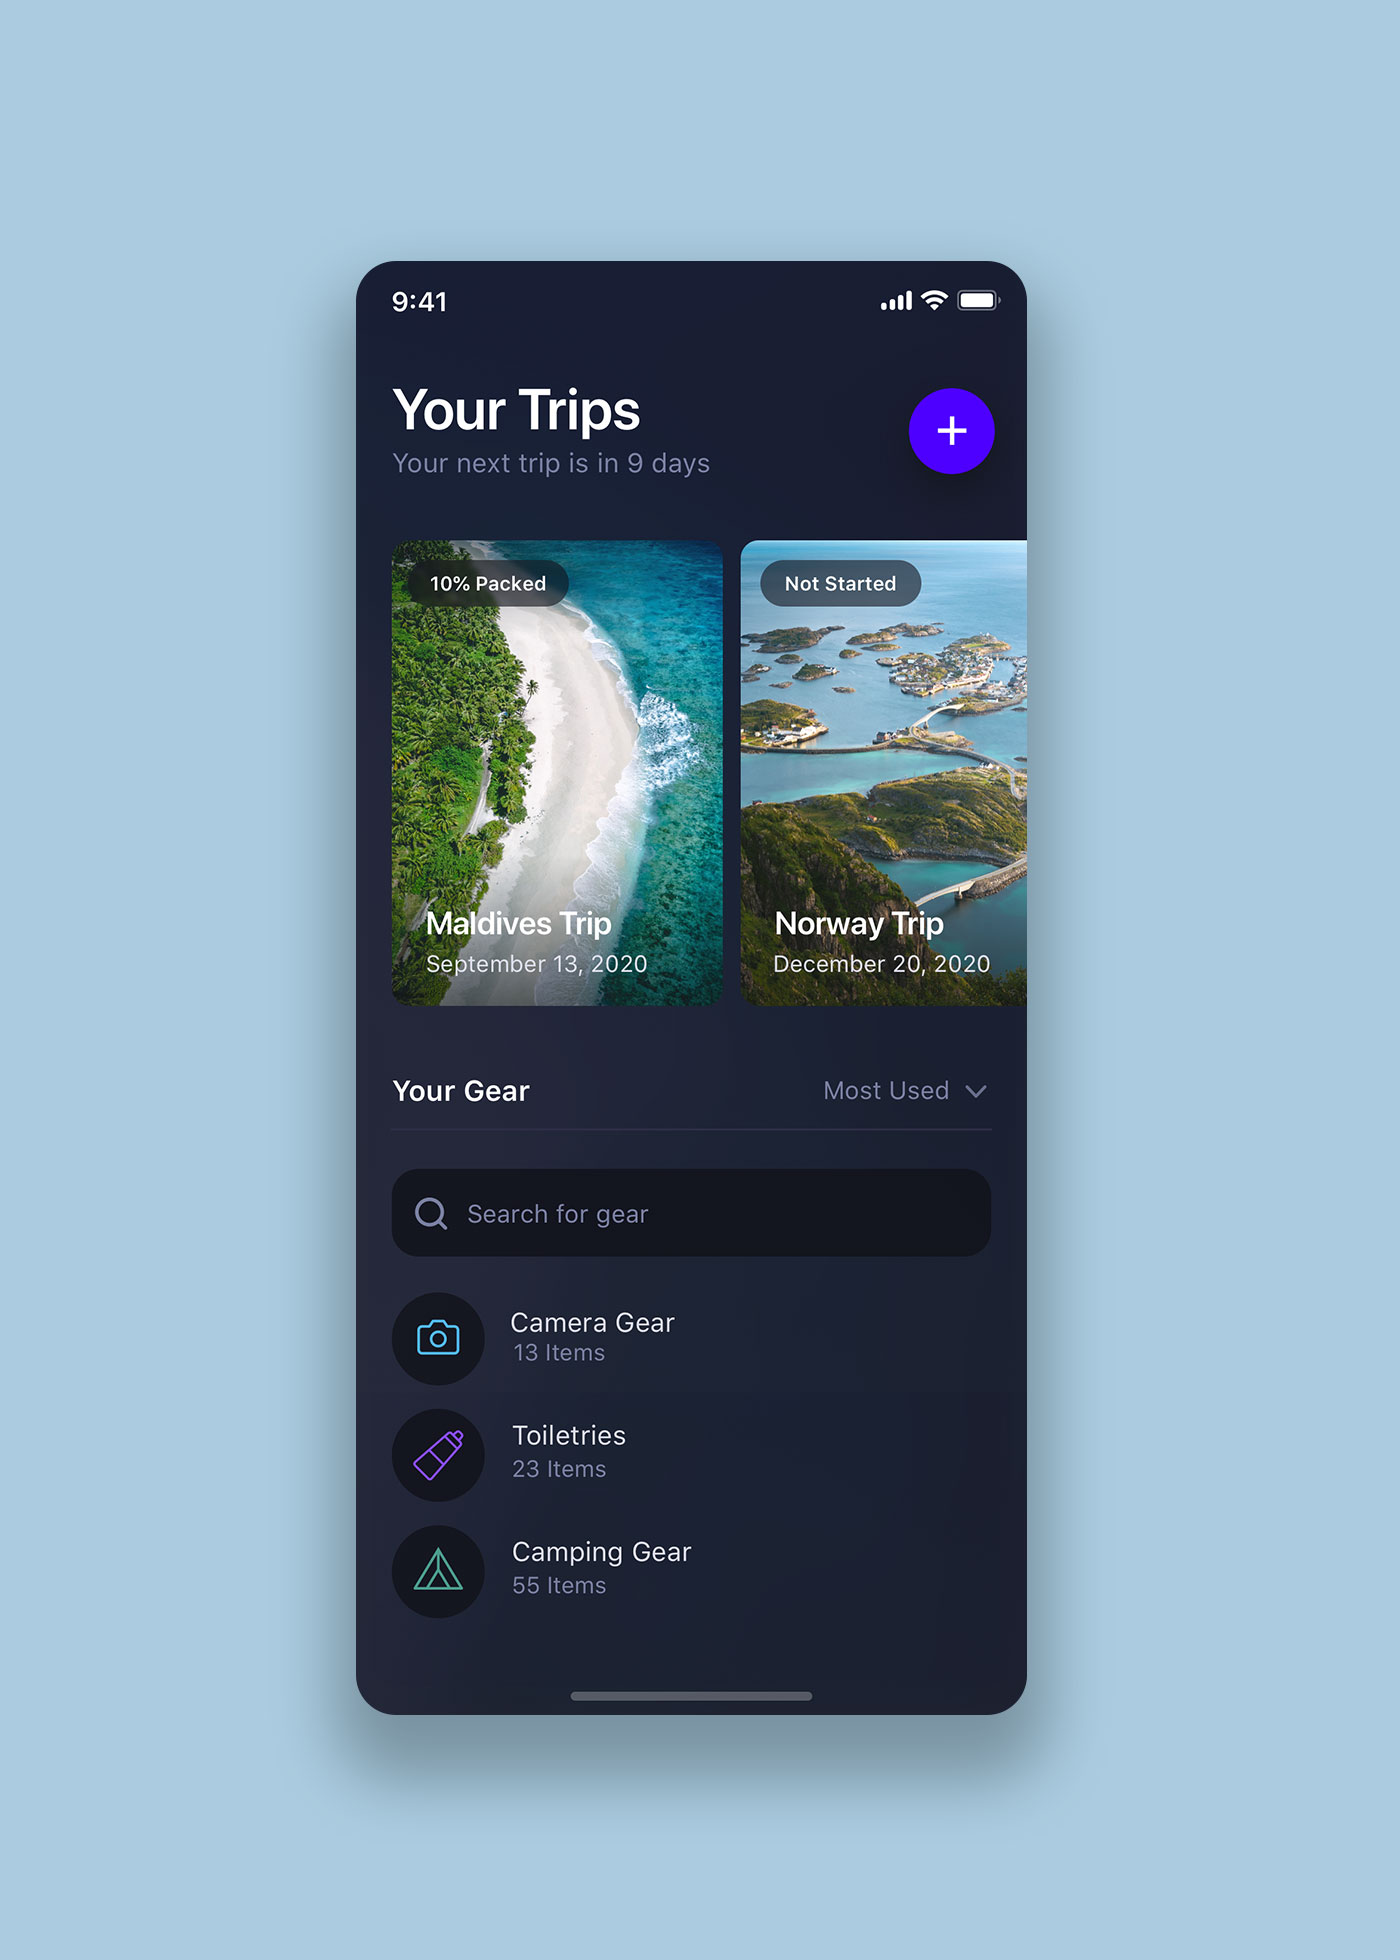 9:41
Your Trips
Your next trip is in 9 days
10% Packed
Not Started
Maldives Trip
September 13, 2020
Norway Trip
December 20, 2020
Your Gear
Most Used
Search for gear
Camera Gear
13 Items
Toiletries
23 Items
Camping Gear
55 Items